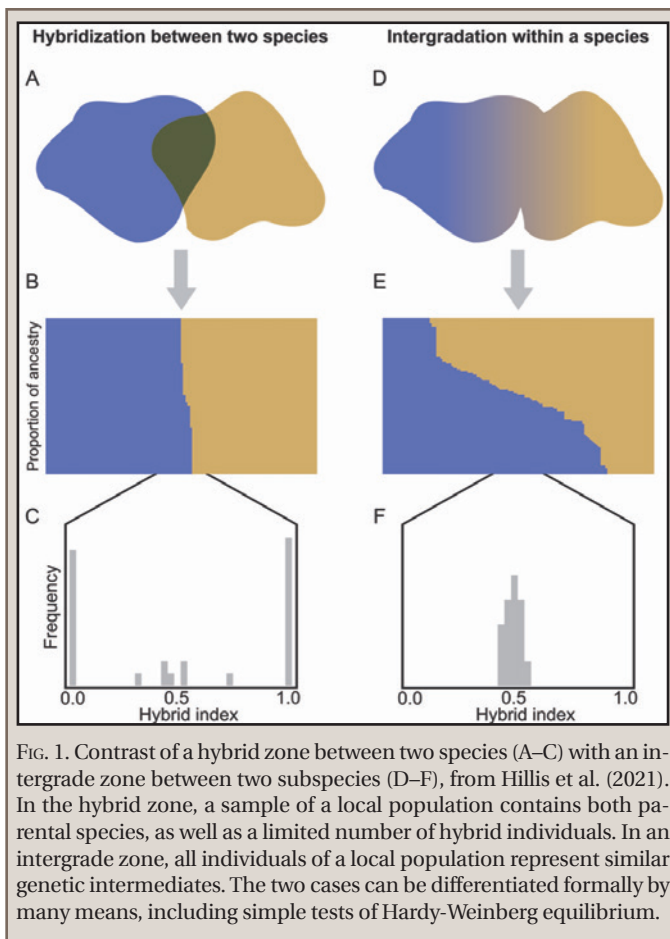 Hybridization between two species
Intergradation within a species
A
D
B
E
Proportion of ancestry
C
F
Frequency
0.0 0.5 1.0
Hybrid index
0.0 0.5 1.0
Hybrid index
FIG. 1. Contrast of a hybrid zone between two species (A–C) with an in-
tergrade zone between two subspecies (D–F), from Hillis et al. (2021).
In the hybrid zone, a sample of a local population contains both pa-
rental species, as well as a limited number of hybrid individuals. In an
intergrade zone, all individuals of a local population represent similar
genetic intermediates. The two cases can be differentiated formally by
many means, including simple tests of Hardy-Weinberg equilibrium.